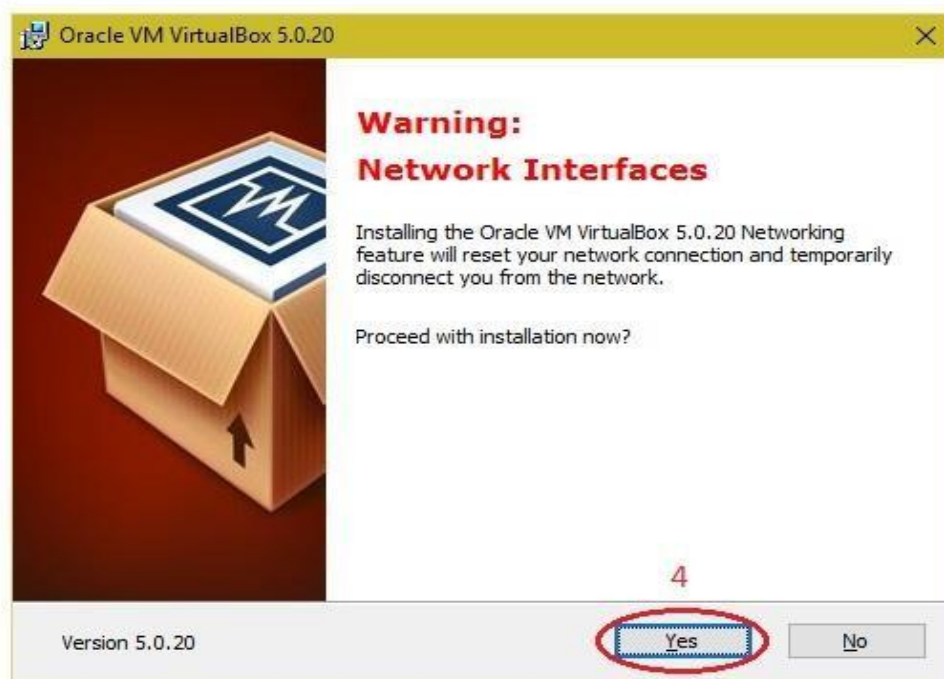 Oracle VM VirtualBox 5.0.20
Warning:
Network Interfaces
Installing the Oracle VM VirtualBox 5.0.20 Networking
feature will reset your network connection and temporarily
disconnect you from the network.
Proceed with installation now?
4
Version 5.0.20
Yes
No